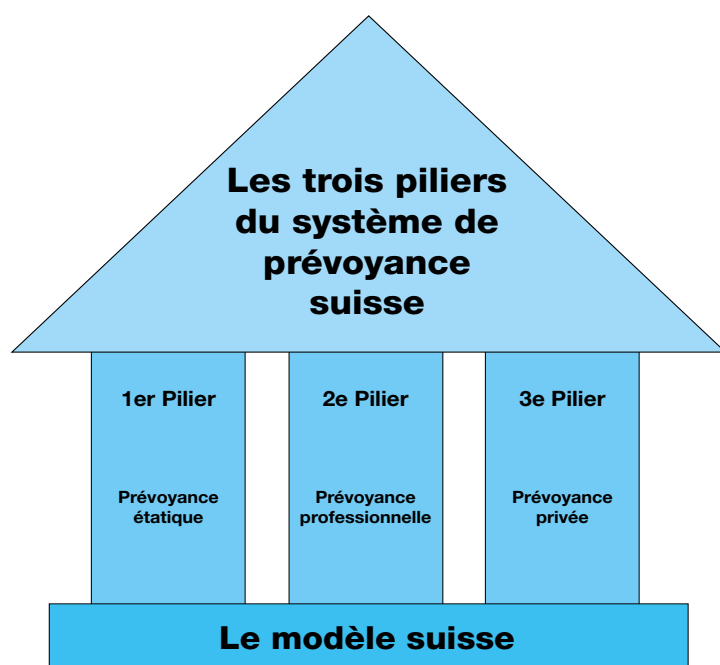 Les trois piliers
du système de
prévoyance
suisse
1er Pilier
2e Pilier
3e Pilier
Prévoyance
étatique
Prévoyance
professionnelle
Prévoyance
privée
Le modèle suisse